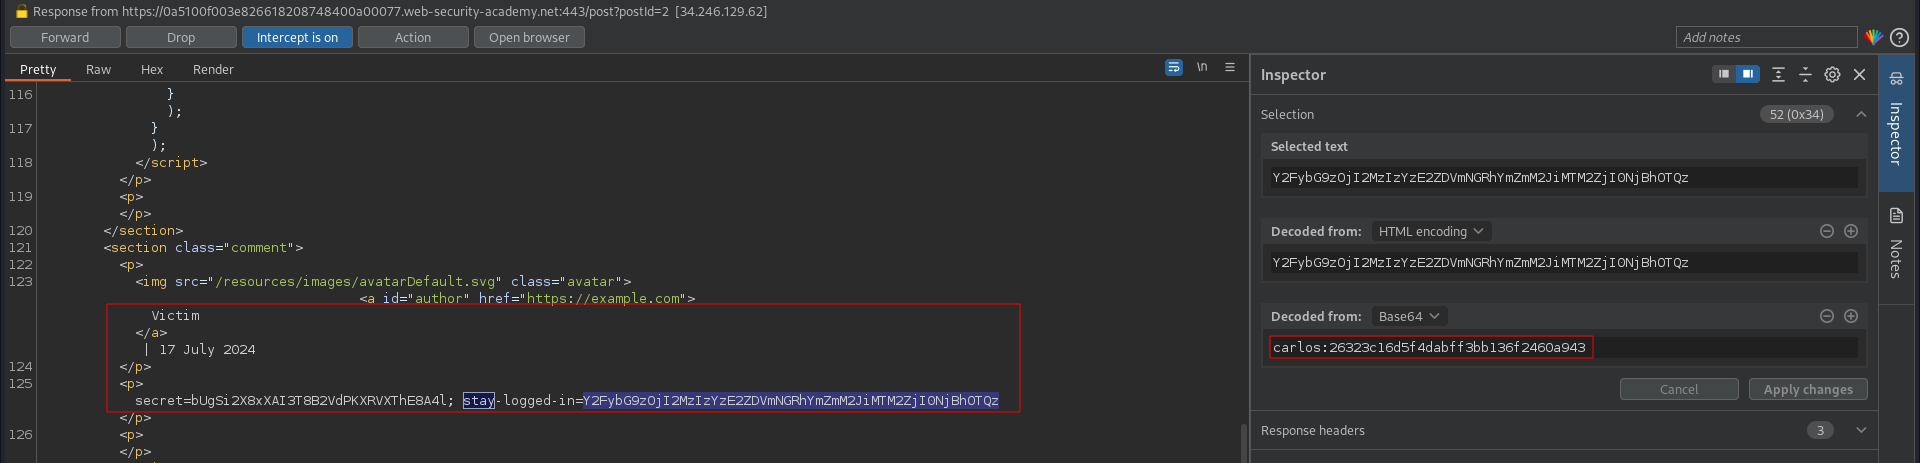 Response from https://0a5100f003e826618208748400a00077.web-security-academy.net:443/post?postId=2 [34.246.129.62]
Forward Drop Intercept is on Action Open browser Add notes
Pretty Raw Hex Render \n
116 }
);
117 }
);
118 </script>
</p>
119 <p>
</p>
120 </section>
121 <section class="comment">
122 <p>
123 <img src="/resources/images/avatarDefault.svg" class="avatar">
<a id="author" href="https://example.com">
Victim
</a>
| 17 July 2024
124 </p>
125 <p>
secret=bUgSi2X8xXAI3T8B2VdPKXRVXThE8A4l; stay-logged-in=Y2FybG9zOjI2MzIzYzE2ZDVmNGRhYmZmM2JiMTM2ZjI0NjBhOTQz
</p>
126 <p>
</p>
Inspector
Selection 52 (0x34)
Selected text
Y2FybG9zOjI2MzIzYzE2ZDVmNGRhYmZmM2JiMTM2ZjI0NjBhOTQz
Decoded from: HTML encoding
Y2FybG9zOjI2MzIzYzE2ZDVmNGRhYmZmM2JiMTM2ZjI0NjBhOTQz
Decoded from: Base64
carlos:26323c16d5f4dabff3bb136f2460a943
Cancel Apply changes
Response headers 3
Inspector
Notes